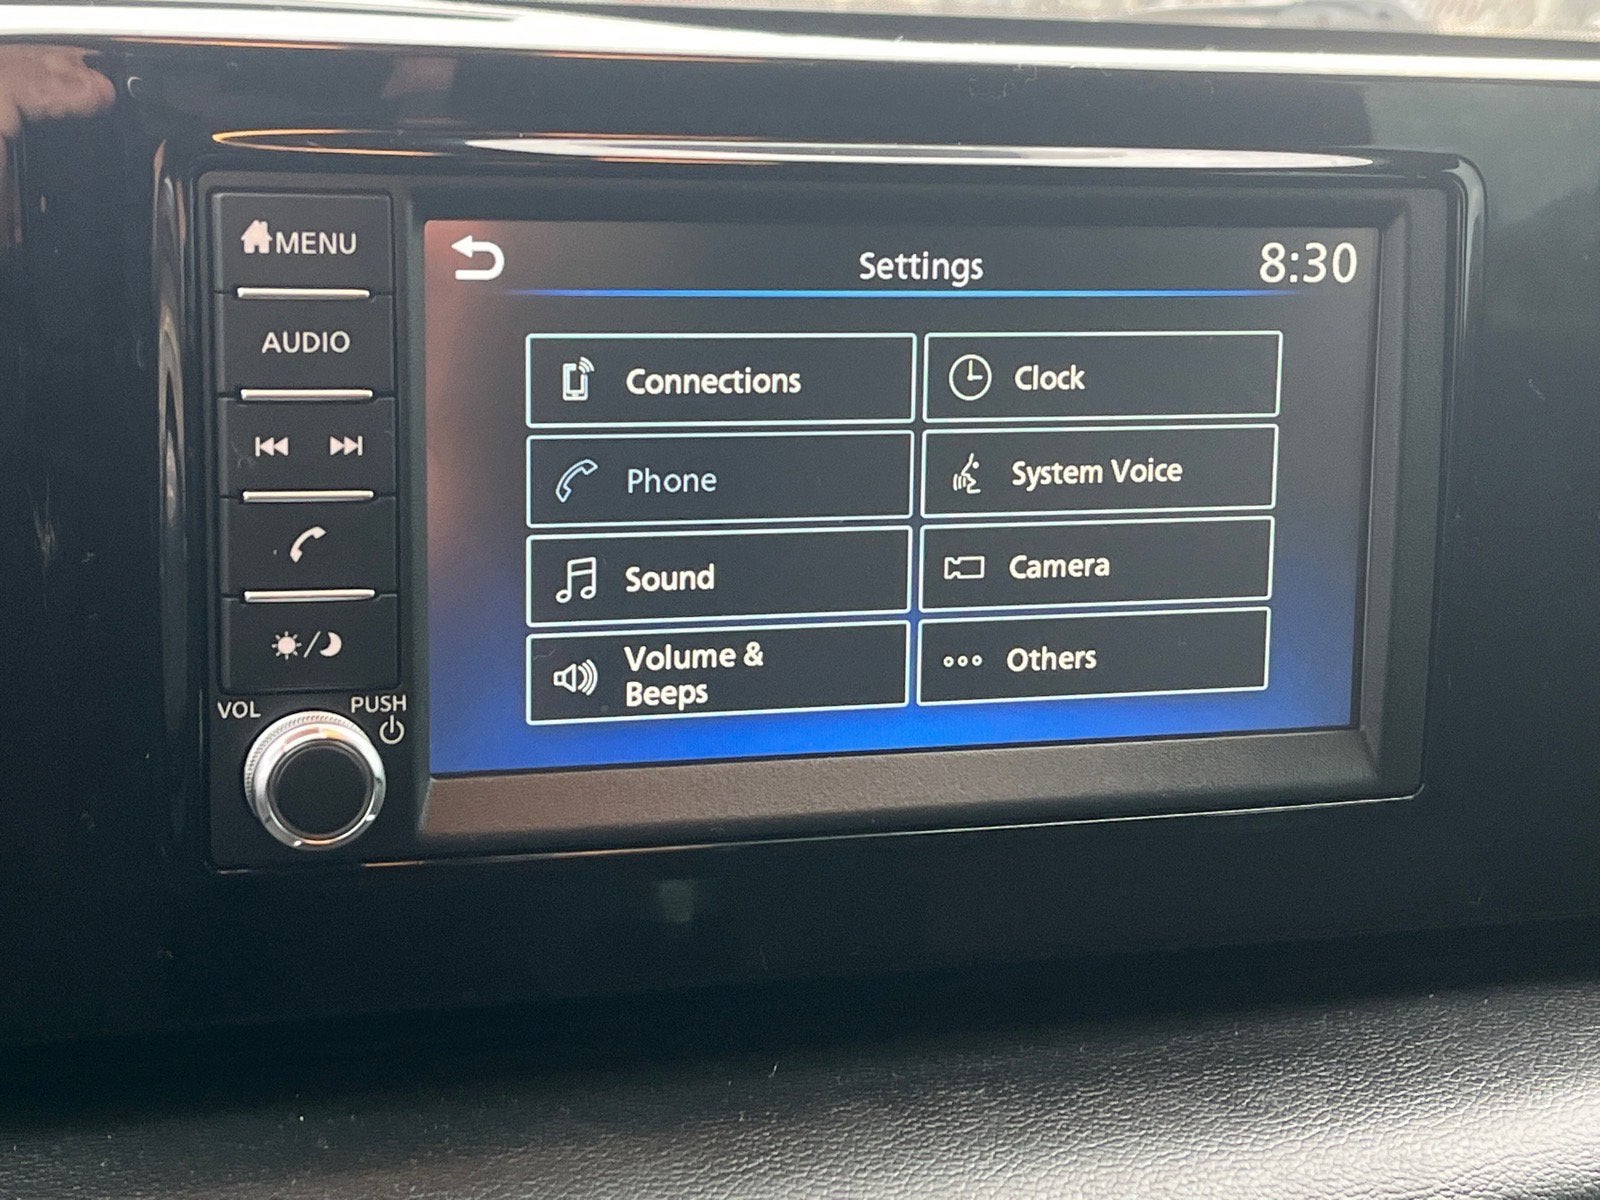 MENU
AUDIO
VOL
PUSH
Settings
8:30
Connections
Clock
Phone
System Voice
Sound
Camera
Volume &
Beeps
Others